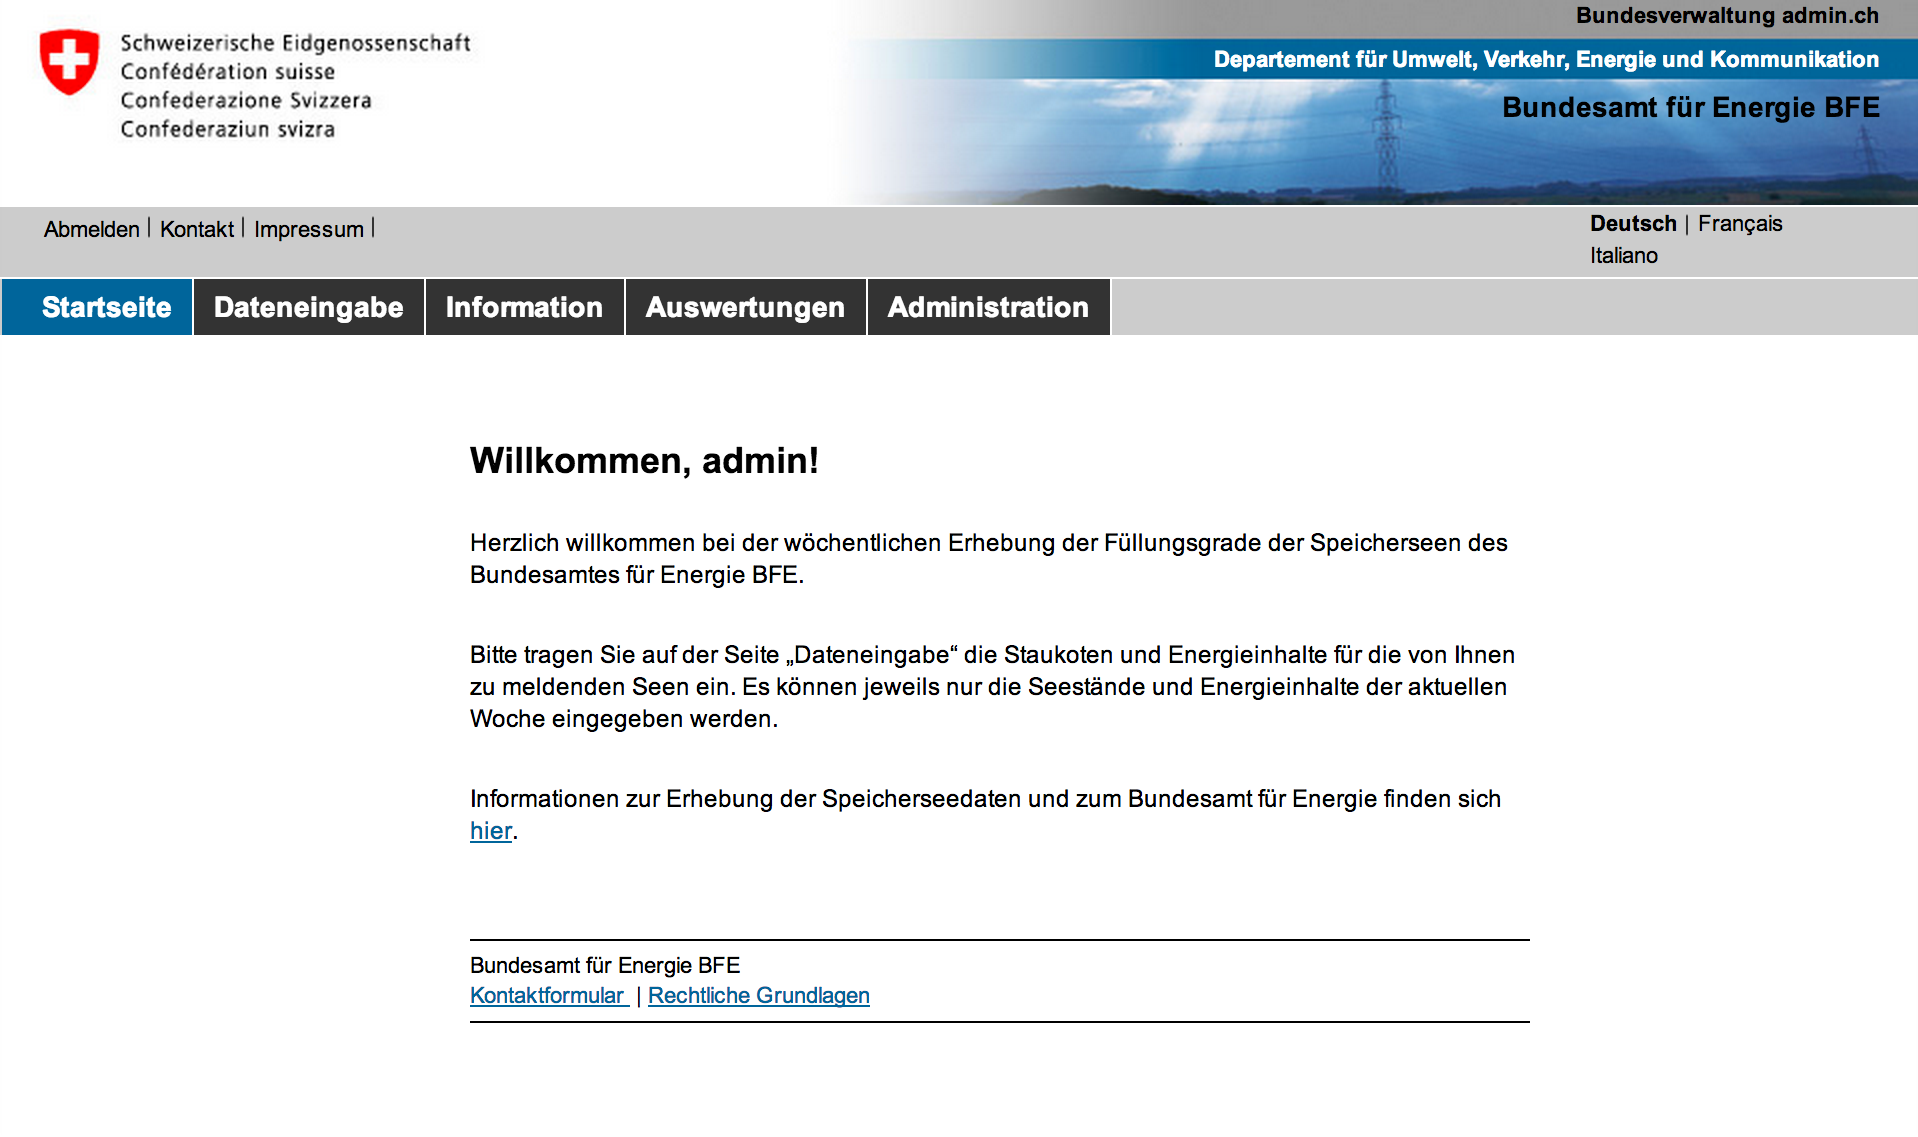 Schweizerische Eidgenossenschaft
Confédération suisse
Confederazione Svizzera
Confederaziun svizra
Bundesverwaltung admin.ch
Departement für Umwelt, Verkehr, Energie und Kommunikation
Bundesamt für Energie BFE
Abmelden | Kontakt | Impressum |
Deutsch | Français
Italiano
Startseite Dateneingabe Information Auswertungen Administration
Willkommen, admin!
Herzlich willkommen bei der wöchentlichen Erhebung der Füllungsgrade der Speicherseen des
Bundesamtes für Energie BFE.
Bitte tragen Sie auf der Seite „Dateneingabe“ die Staukoten und Energieinhalte für die von Ihnen
zu meldenden Seen ein. Es können jeweils nur die Seestände und Energieinhalte der aktuellen
Woche eingegeben werden.
Informationen zur Erhebung der Speicherseedaten und zum Bundesamt für Energie finden sich
hier.
Bundesamt für Energie BFE
Kontaktformular | Rechtliche Grundlagen